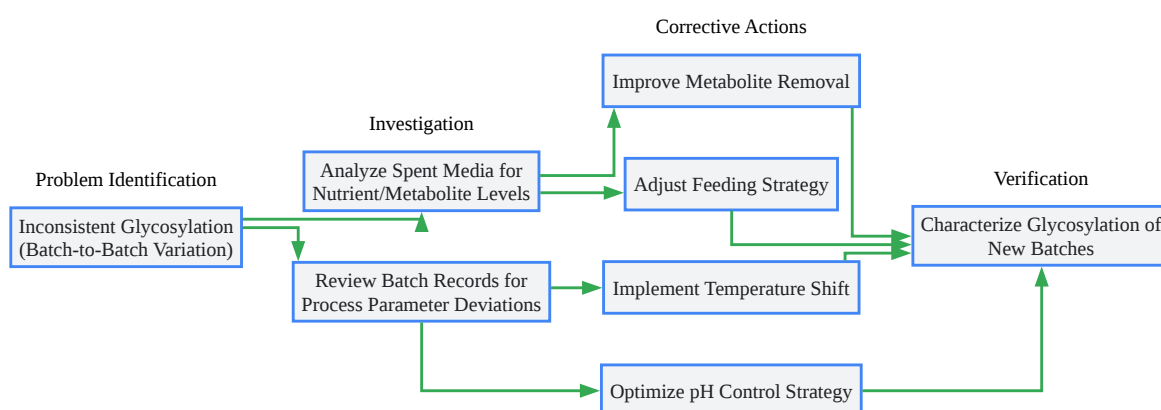 Problem Identification
Inconsistent Glycosylation
(Batch-to-Batch Variation)
Investigation
Analyze Spent Media for
Nutrient/Metabolite Levels
Review Batch Records for
Process Parameter Deviations
Corrective Actions
Improve Metabolite Removal
Adjust Feeding Strategy
Implement Temperature Shift
Optimize pH Control Strategy
Verification
Characterize Glycosylation of
New Batches